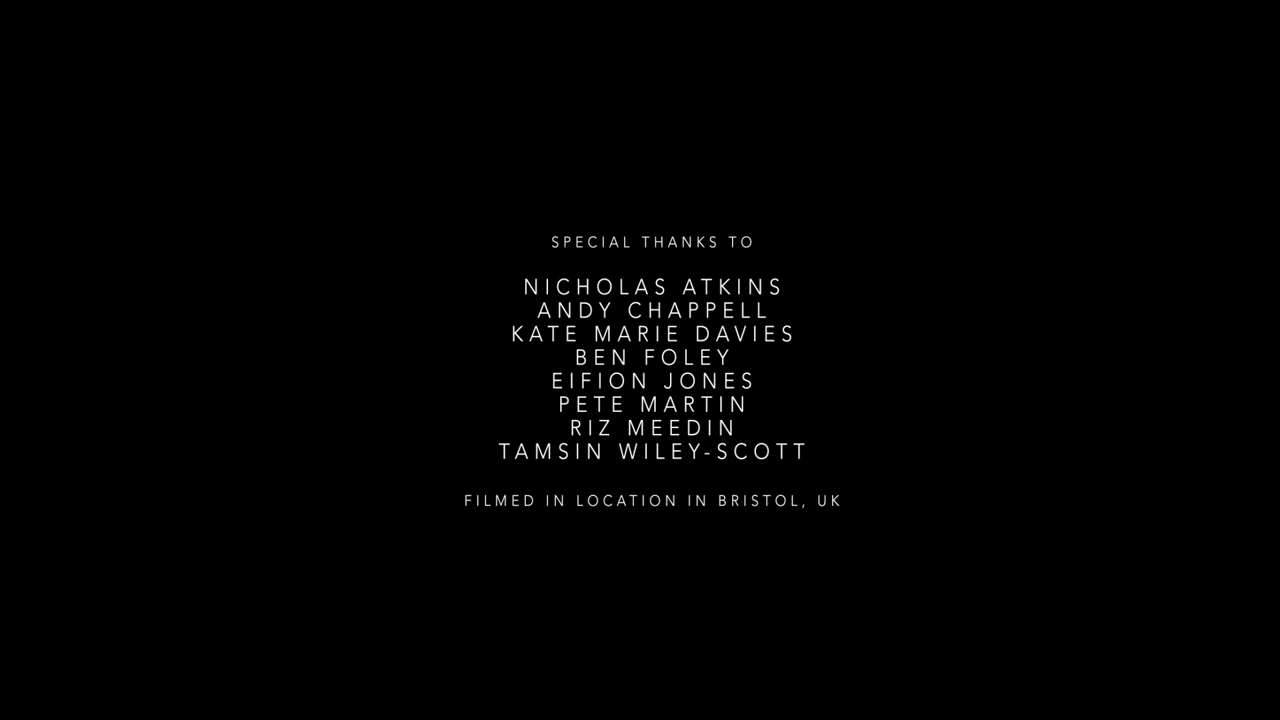 SPECIAL THANKS TO
NICHOLAS ATKINS
ANDY CHAPPELL
KATE MARIE DAVIES
BEN FOLEY
EIFION JONES
PETE MARTIN
RIZ MEEDIN
TAMSIN WILEY-SCOTT
FILMED IN LOCATION IN BRISTOL, UK